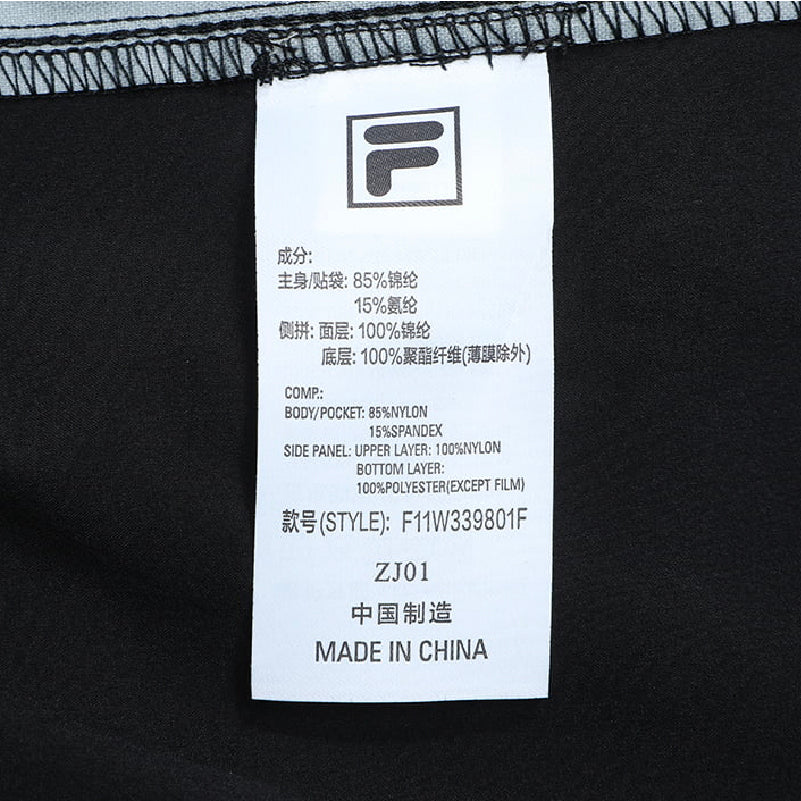 F
成分:
主身/贴袋: 85%锦纶
15%氨纶
侧拼: 面层: 100%锦纶
底层: 100%聚酯纤维(薄膜除外)
COMP.:
BODY/POCKET: 85%NYLON
15%SPANDEX
SIDE PANEL: UPPER LAYER: 100%NYLON
BOTTOM LAYER:
100%POLYESTER(EXCEPT FILM)
款号(STYLE): F11W339801F
ZJ01
中国制造
MADE IN CHINA